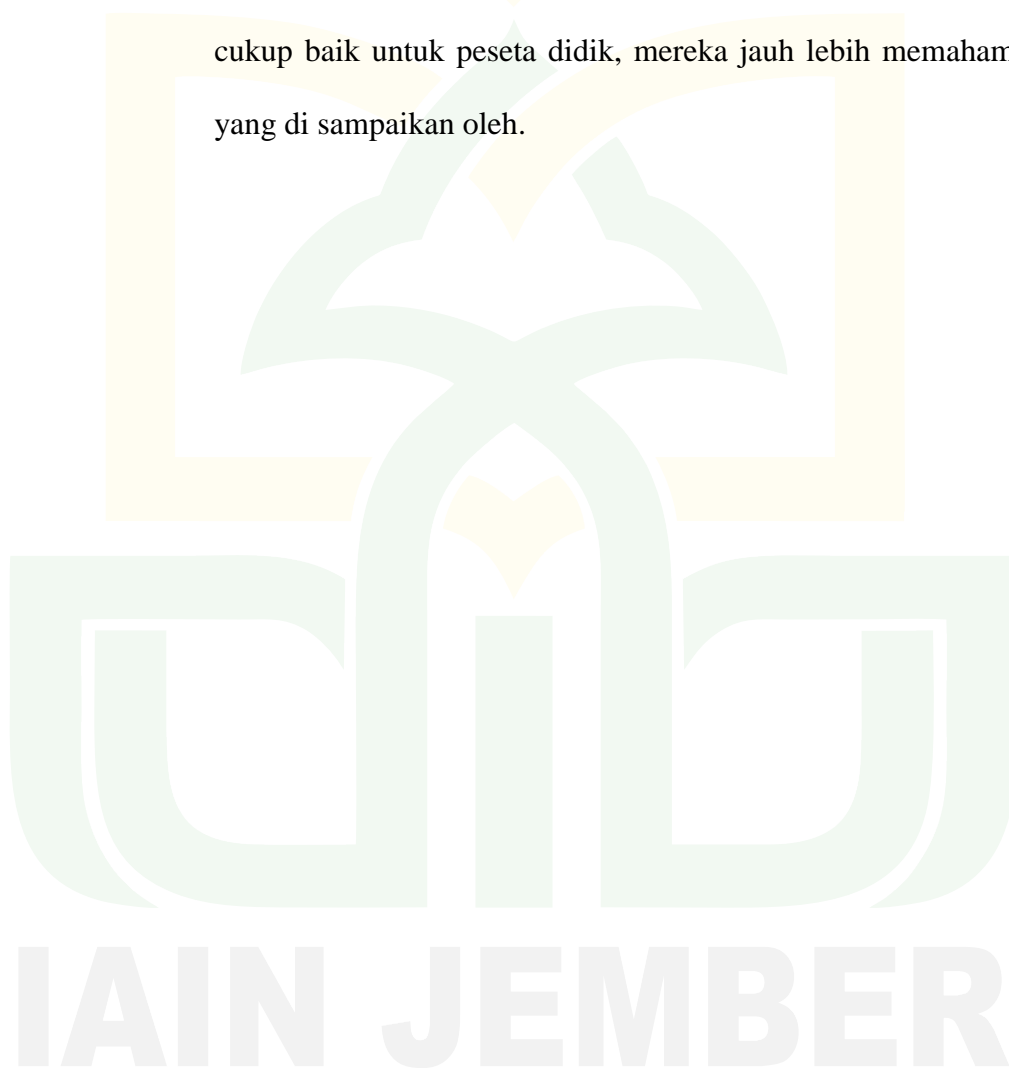 cukup baik untuk peseta didik, mereka jauh lebih memaham
yang di sampaikan oleh.
IAIN JEMBER